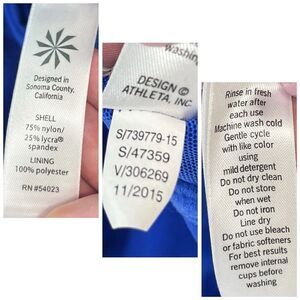 Designed in
Sonoma County,
California
SHELL
75% nylon/
25% lycra®
spandex
LINING
100% polyester
RN #54023
washing
DESIGN ©
ATHLETA, INC.
S/739779-15
S/47359
V/306269
11/2015
Rinse in fresh
water after
each use
Machine wash cold
Gentle cycle
with like color
using
mild detergent
Do not dry clean
Do not store
when wet
Do not iron
Line dry
Do not use bleach
or fabric softeners
For best results
remove internal
cups before
washing